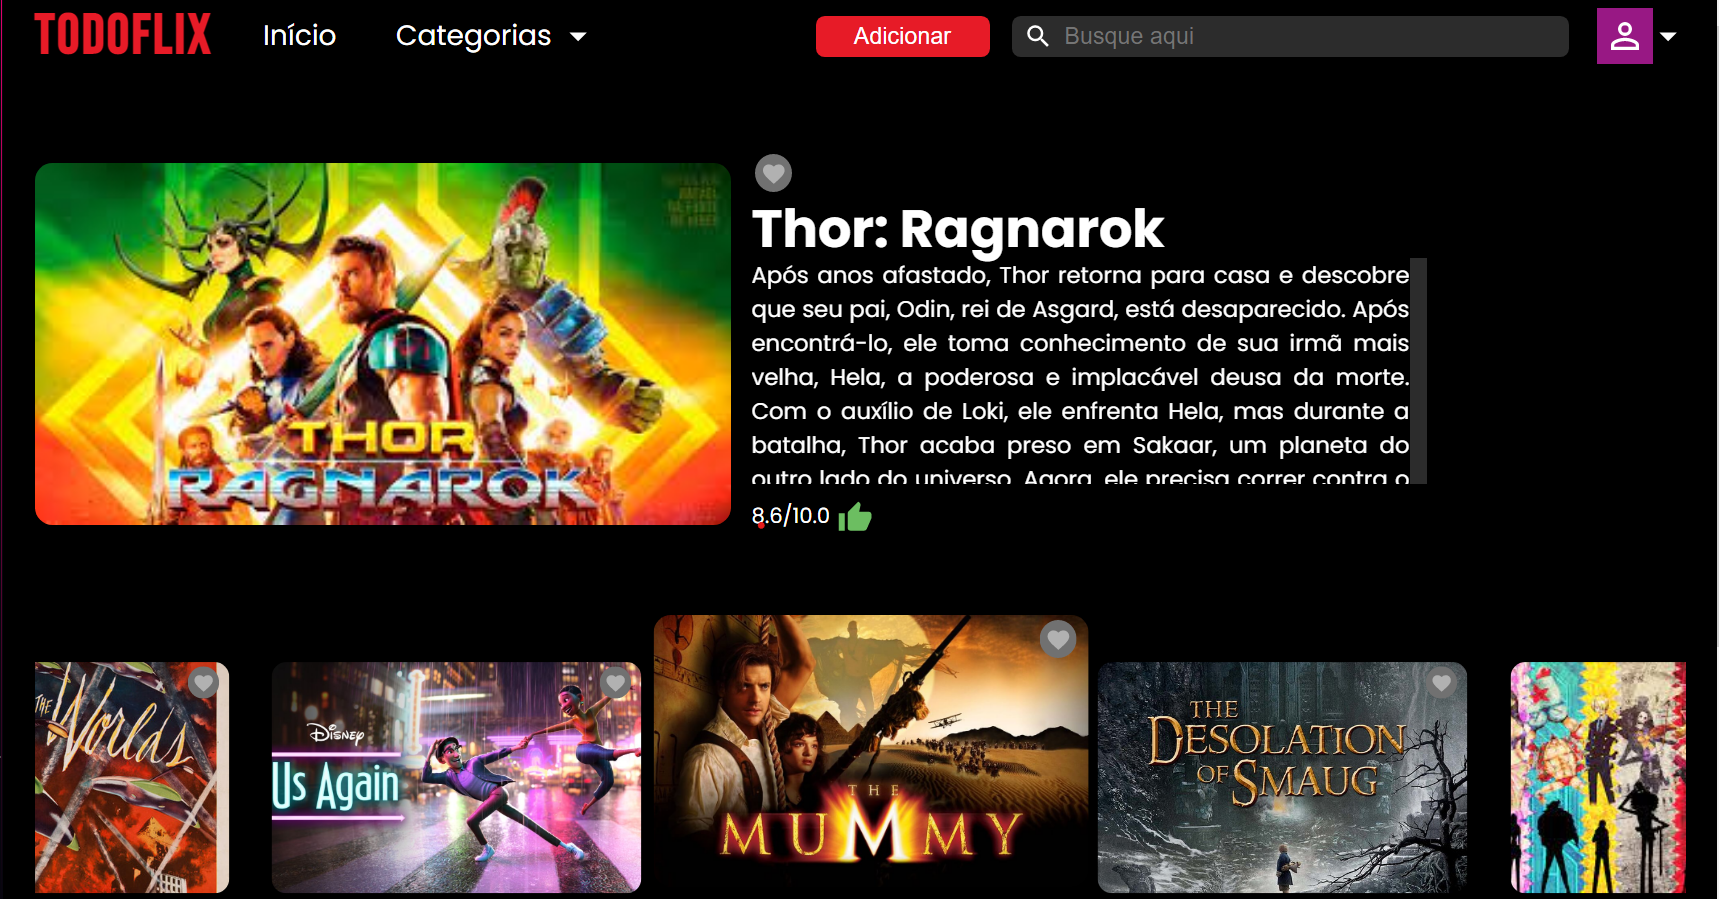 TODOFLIX
Início
Categorias
Adicionar
Busque aqui
Thor: Ragnarok
Após anos afastado, Thor retorna para casa e descobre
que seu pai, Odin, rei de Asgard, está desaparecido. Após
encontrá-lo, ele toma conhecimento de sua irmã mais
velha, Hela, a poderosa e implacável deusa da morte.
Com o auxílio de Loki, ele enfrenta Hela, mas durante a
batalha, Thor acaba preso em Sakaar, um planeta do
outro lado do universo. Agora, ele precisa correr contra o
THOR
RAGNAROK
8.6/10.0
THE
Worlds
DISNEY
Us Again
THE
MUMMY
THE
DESOLATION
OF SMAUG